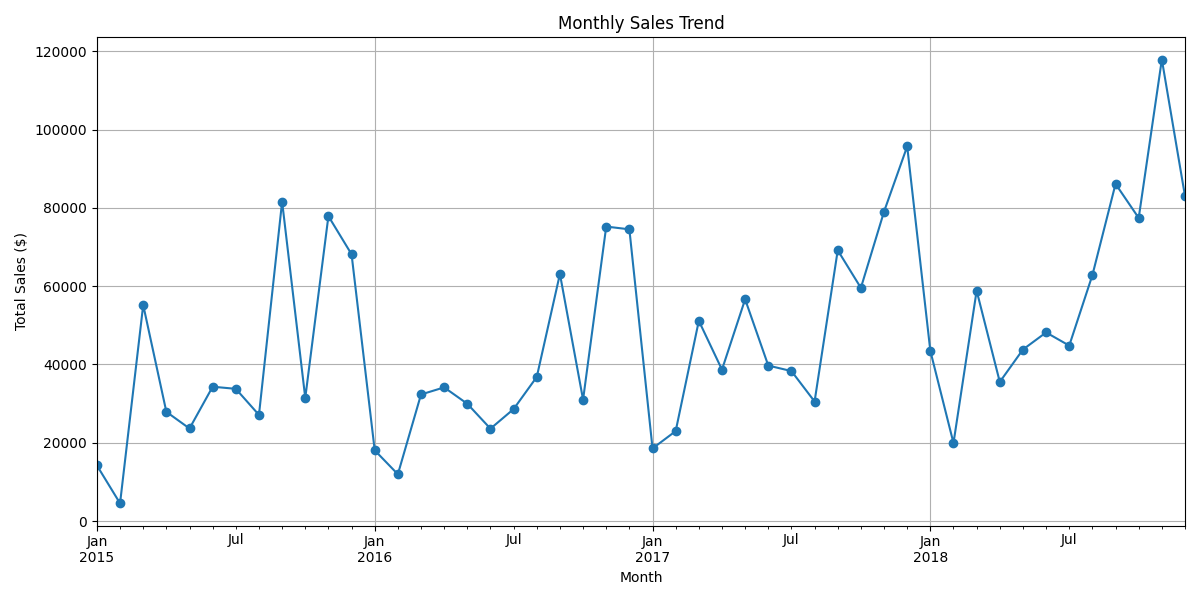 Monthly Sales Trend
Total Sales ($)
120000
100000
80000
60000
40000
20000
0
Jan Jul Jan Jul Jan Jul Jan Jul
2015 2016 2017 2018
Month